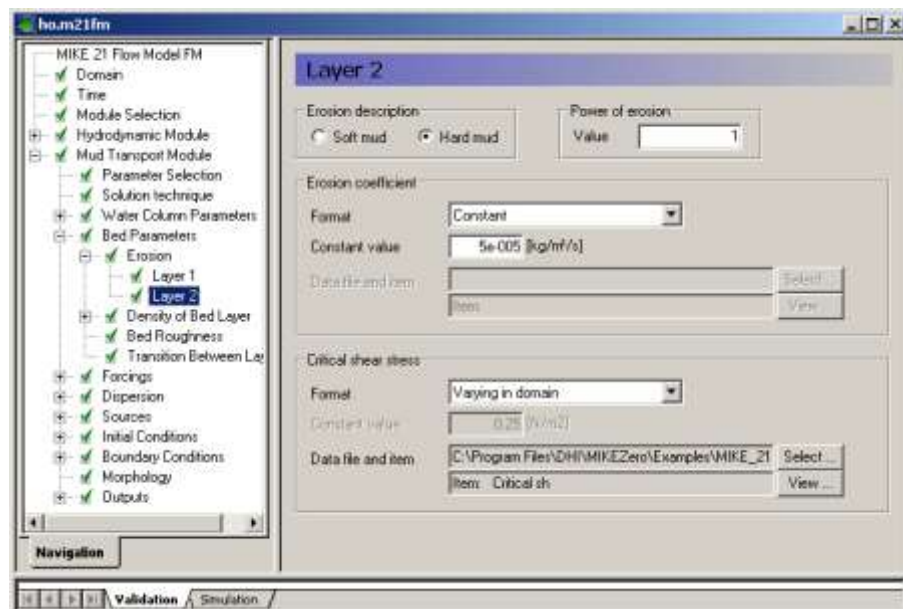 ho.m21fm
MIKE 21 Flow Model FM
Domain
Time
Module Selection
Hydrodynamic Module
Mud Transport Module
Parameter Selection
Solution technique
Water Column Parameters
Bed Parameters
Erosion
Layer 1
Layer 2
Density of Bed Layer
Bed Roughness
Transition Between Lay
Forcings
Dispersion
Sources
Initial Conditions
Boundary Conditions
Morphology
Outputs
Navigation
Layer 2
Erosion description
Soft mud Hard mud
Power of erosion
Value 1
Erosion coefficient
Format Constant
Constant value 5e-005 [kg/m²/s]
Data file and item Select ...
Item: View ...
Critical shear stress
Format Varying in domain
Constant value 0.25 [N/m2]
Data file and item C:\Program Files\DHI\MIKEZero\Examples\MIKE_21 Select ...
Item: Critical sh View ...
Validation Simulation